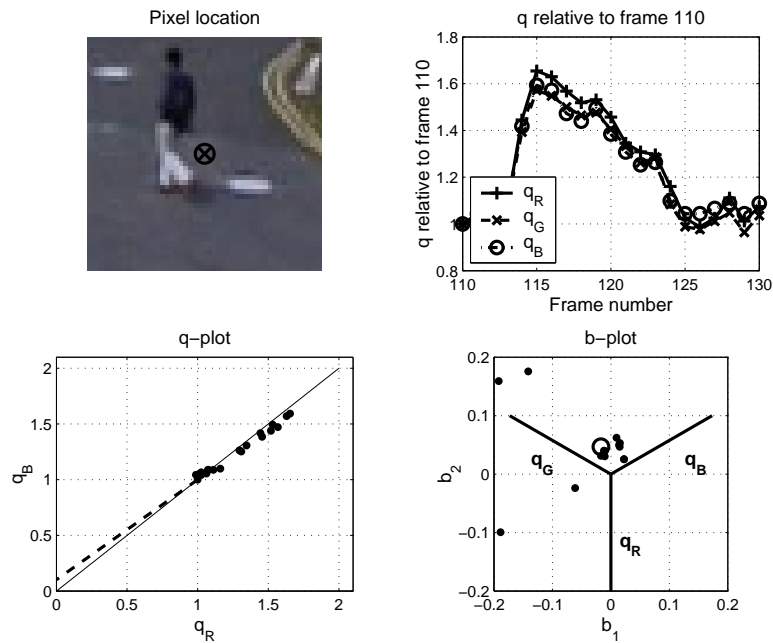 Pixel location
q relative to frame 110
q relative to frame 110
1.8
1.6
1.4
1.2
1
0.8
q_R
q_G
q_B
110
115
120
125
130
Frame number
q−plot
q_B
2
1.5
1
0.5
0
0
0.5
1
1.5
2
q_R
b−plot
b_2
0.2
0.1
0
−0.1
−0.2
q_G
q_B
q_R
−0.2
−0.1
0
0.1
0.2
b_1